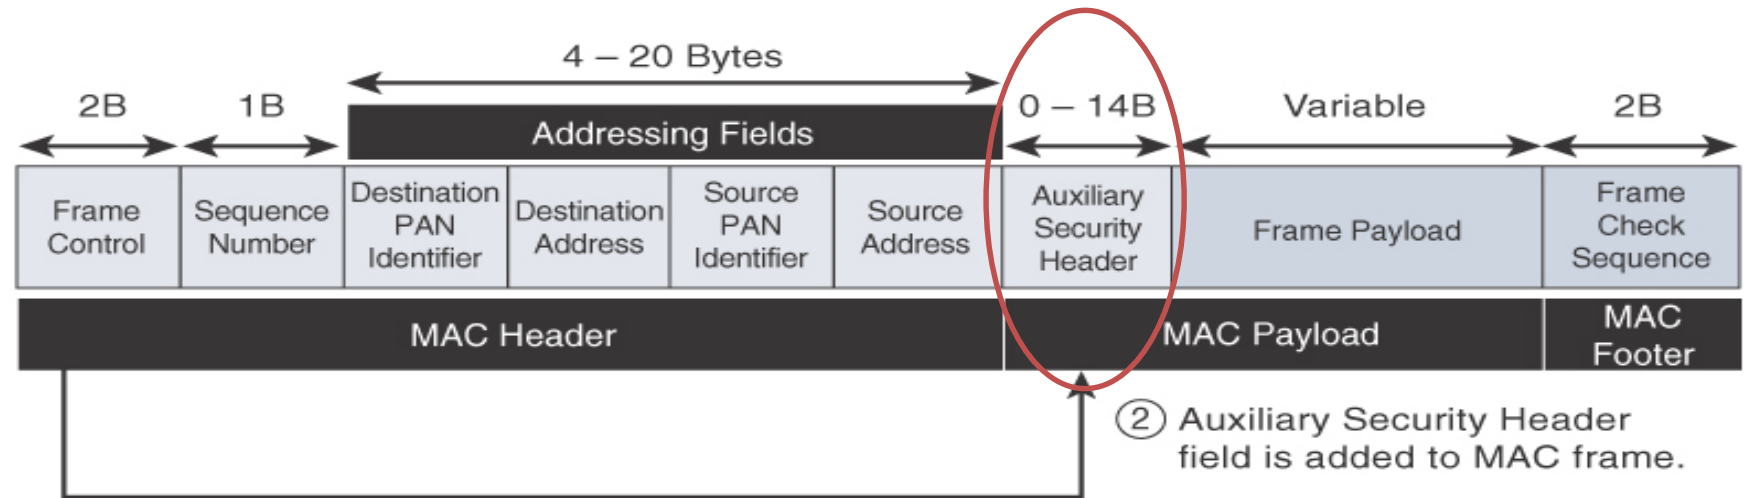 4 – 20 Bytes
2B
1B
0 – 14B
Variable
2B
Addressing Fields
Frame
Control
Sequence
Number
Destination
PAN
Identifier
Destination
Address
Source
PAN
Identifier
Source
Address
Auxiliary
Security
Header
Frame Payload
Frame
Check
Sequence
MAC Header
MAC Payload
MAC
Footer
2 Auxiliary Security Header
field is added to MAC frame.